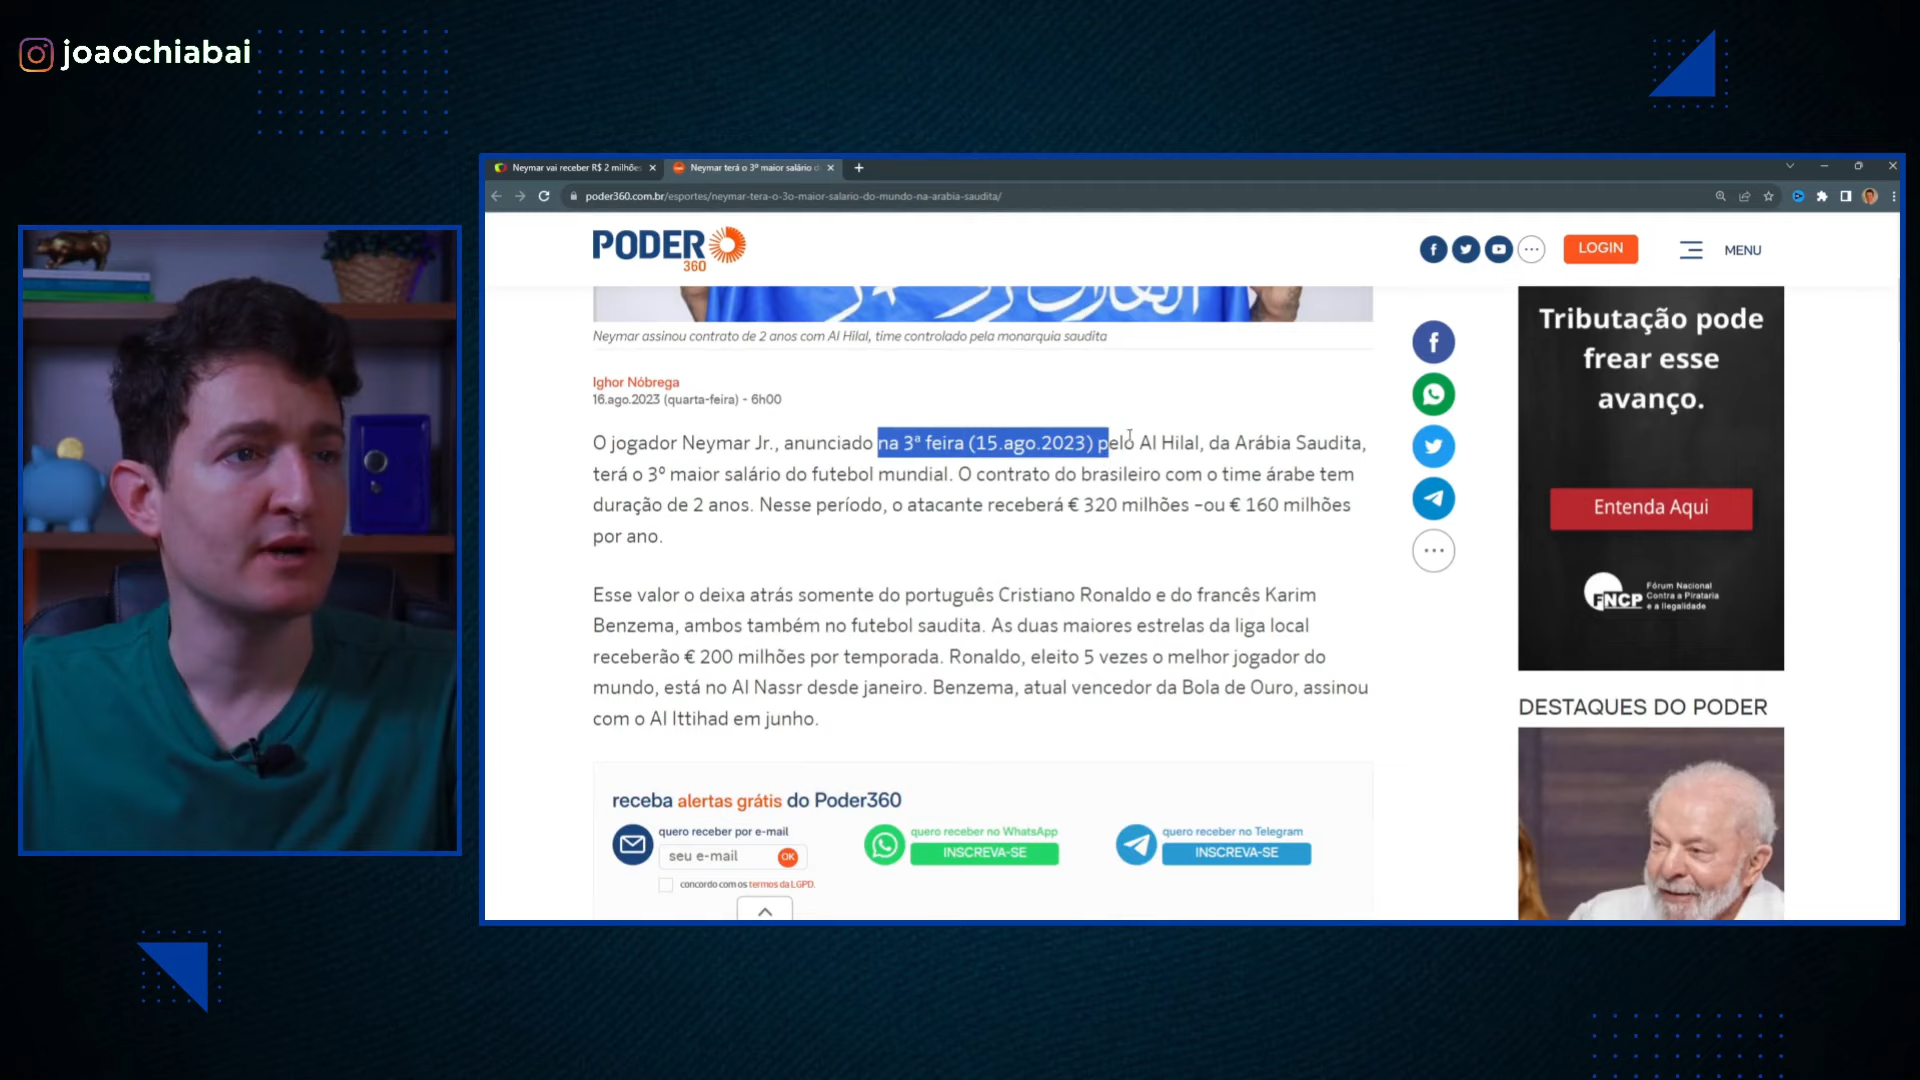 joaochiabai
Neymar vai receber R$ 2 milhões
Neymar terá o 3º maior salário d
poder360.com.br/esportes/neymar-tera-o-3o-maior-salario-do-mundo-na-arabia-saudita/
PODER
360
LOGIN
MENU
Neymar assinou contrato de 2 anos com Al Hilal, time controlado pela monarquia saudita
Ighor Nóbrega
16.ago.2023 (quarta-feira) - 6h00
O jogador Neymar Jr., anunciado na 3ª feira (15.ago.2023) pelo Al Hilal, da Arábia Saudita,
terá o 3º maior salário do futebol mundial. O contrato do brasileiro com o time árabe tem
duração de 2 anos. Nesse período, o atacante receberá € 320 milhões –ou € 160 milhões
por ano.
Esse valor o deixa atrás somente do português Cristiano Ronaldo e do francês Karim
Benzema, ambos também no futebol saudita. As duas maiores estrelas da liga local
receberão € 200 milhões por temporada. Ronaldo, eleito 5 vezes o melhor jogador do
mundo, está no Al Nassr desde janeiro. Benzema, atual vencedor da Bola de Ouro, assinou
com o Al Ittihad em junho.
receba alertas grátis do Poder360
quero receber por e-mail
seu e-mail
OK
concordo com os termos da LGPD.
quero receber no WhatsApp
INSCREVA-SE
quero receber no Telegram
INSCREVA-SE
Tributação pode
frear esse
avanço.
Entenda Aqui
FNCP
Fórum Nacional
Contra a Pirataria
e a Ilegalidade
DESTAQUES DO PODER